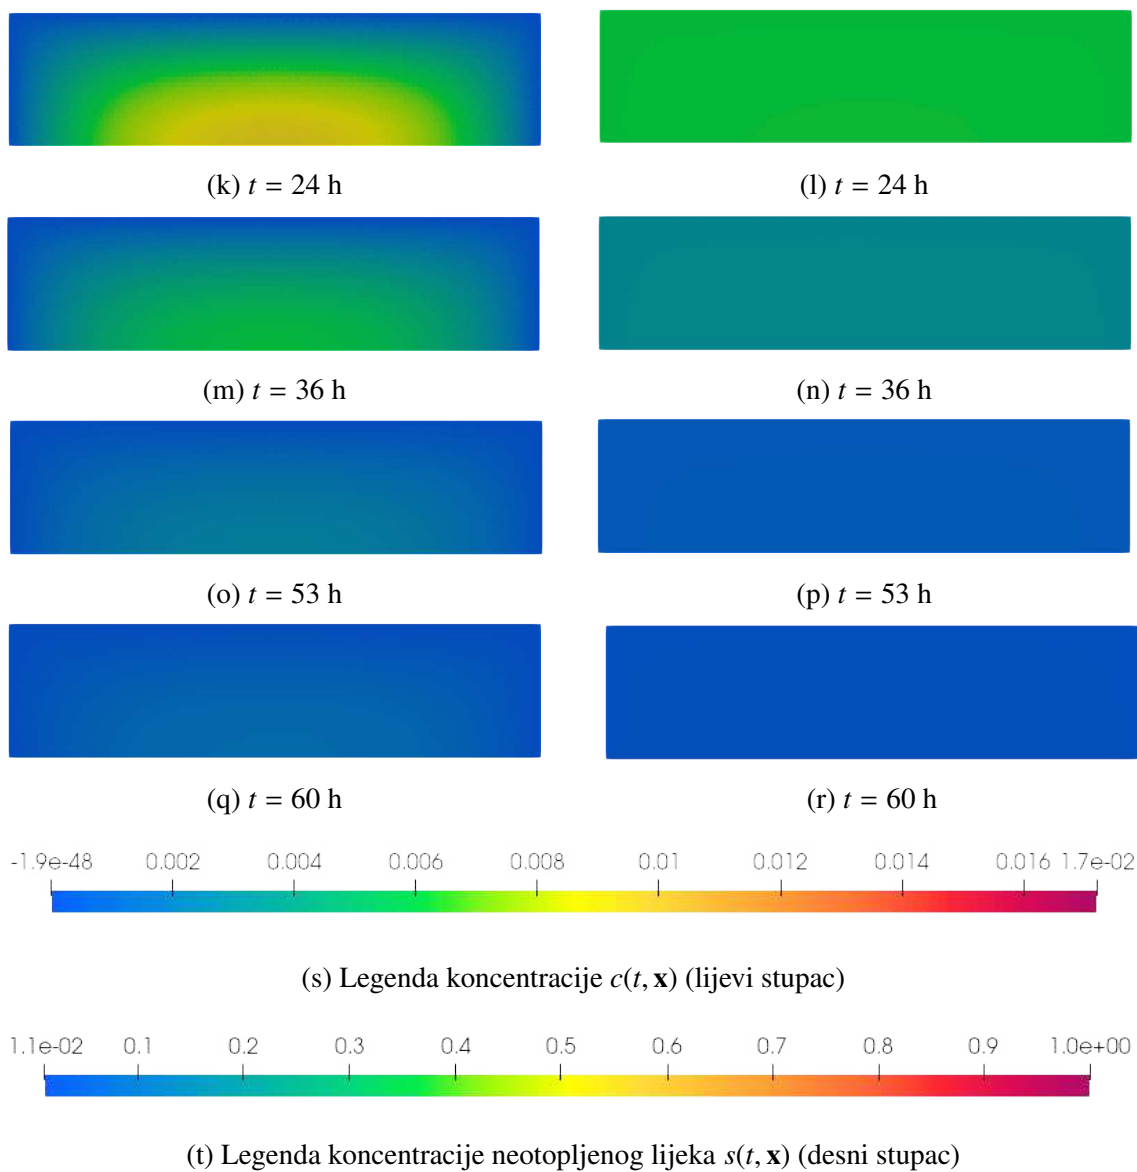 (k) t = 24 h
(l) t = 24 h
(m) t = 36 h
(n) t = 36 h
(o) t = 53 h
(p) t = 53 h
(q) t = 60 h
(r) t = 60 h
-1.9e-48 0.002 0.004 0.006 0.008 0.01 0.012 0.014 0.016 1.7e-02
(s) Legenda koncentracije c(t, x) (lijevi stupac)
1.1e-02 0.1 0.2 0.3 0.4 0.5 0.6 0.7 0.8 0.9 1.0e+00
(t) Legenda koncentracije neotopljenog lijeka s(t, x) (desni stupac)